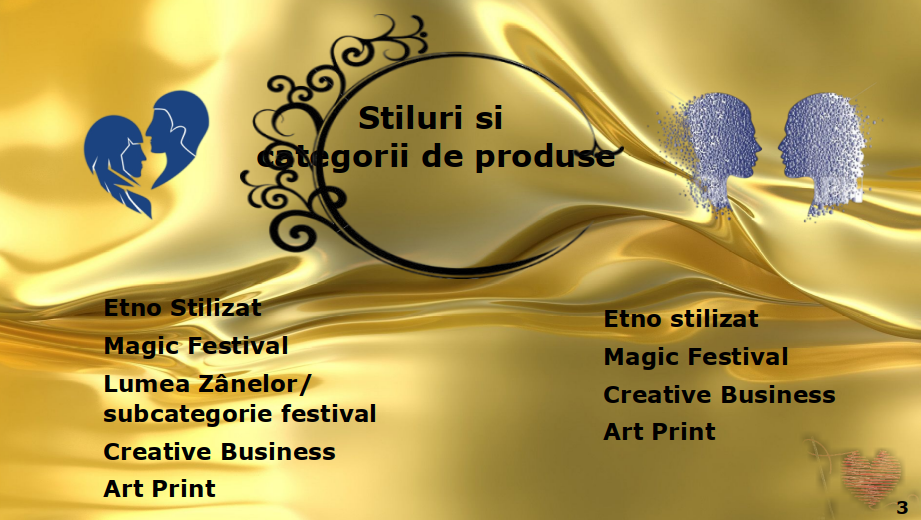 Stiluri si
categorii de produse
Etno Stilizat
Magic Festival
Lumea Zânelor/
subcategorie festival
Creative Business
Art Print
Etno stilizat
Magic Festival
Creative Business
Art Print
3